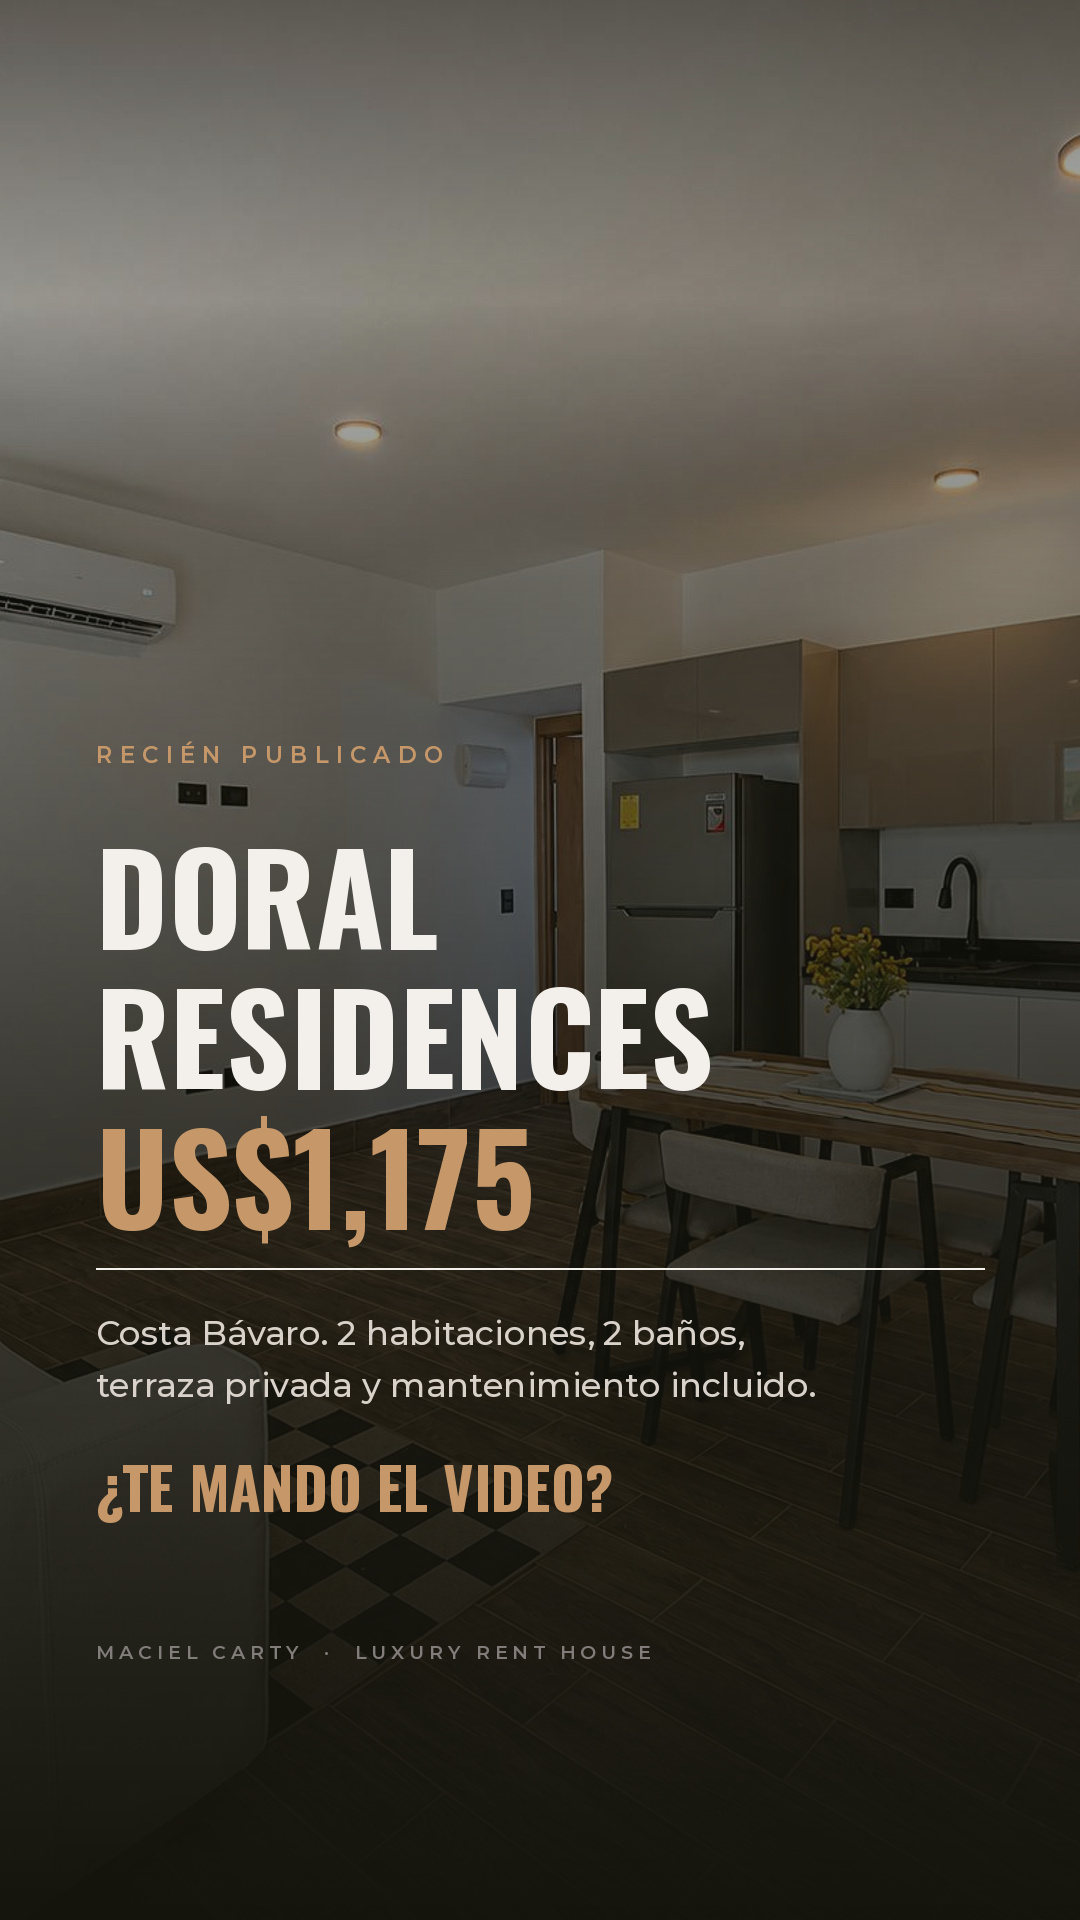 RECIÉN PUBLICADO
DORAL
RESIDENCES
US$1,175
Costa Bávaro. 2 habitaciones, 2 baños,
terraza privada y mantenimiento incluido.
¿TE MANDO EL VIDEO?
MACIEL CARTY · LUXURY RENT HOUSE